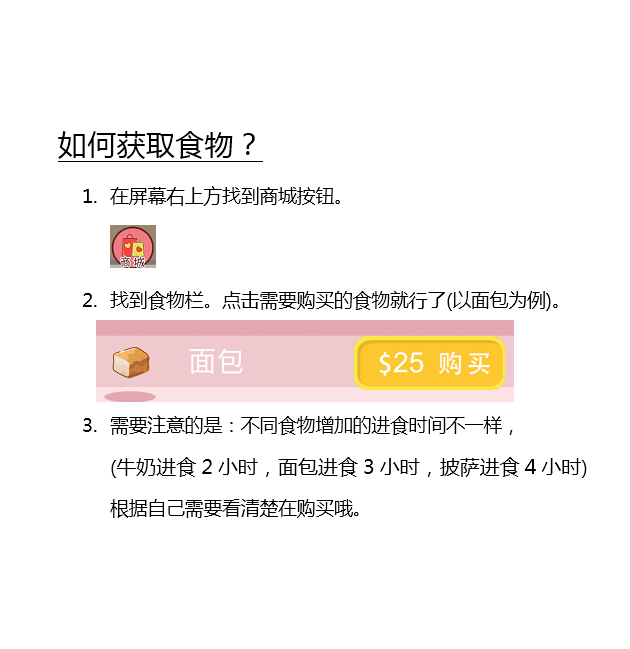 如何获取食物？
1. 在屏幕右上方找到商城按钮。
商城
2. 找到食物栏。点击需要购买的食物就行了(以面包为例)。
面包 $25 购买
3. 需要注意的是：不同食物增加的进食时间不一样，
(牛奶进食2小时，面包进食3小时，披萨进食4小时)
根据自己需要看清楚在购买哦。